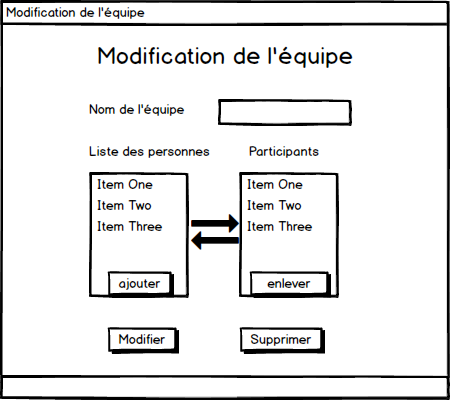 Modification de l'équipe
Modification de l'équipe
Nom de l'équipe
Liste des personnes Participants
Item One Item One
Item Two Item Two
Item Three Item Three
ajouter enlever
Modifier Supprimer